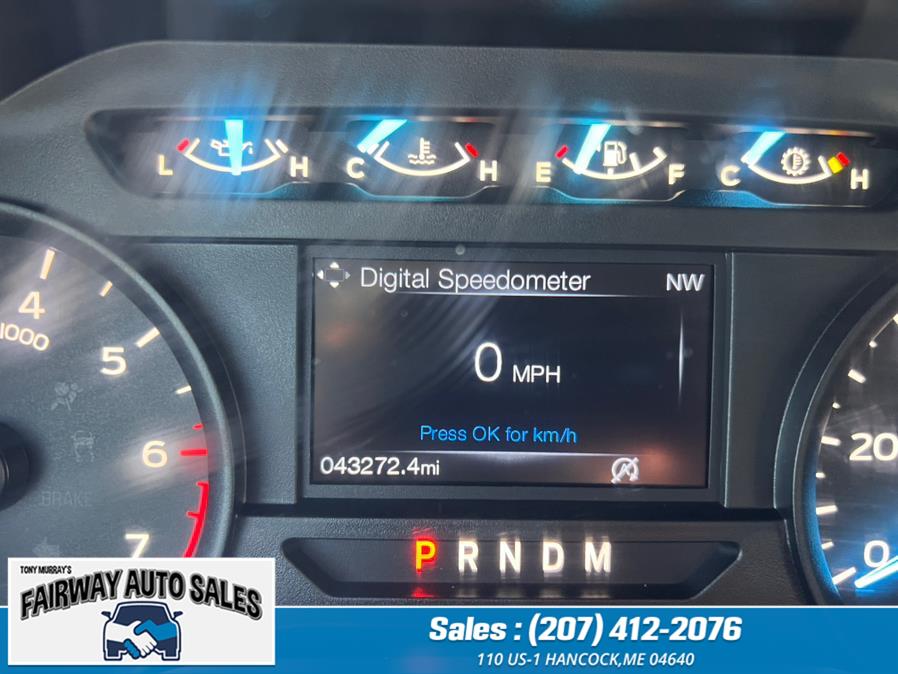 L H C H E F C H
Digital Speedometer NW
4
x1000
5
6
7
0 MPH
Press OK for km/h
043272.4mi
BRAKE
20
0
P R N D M
TONY MURRAY'S
FAIRWAY AUTO SALES
Sales : (207) 412-2076
110 US-1 HANCOCK,ME 04640